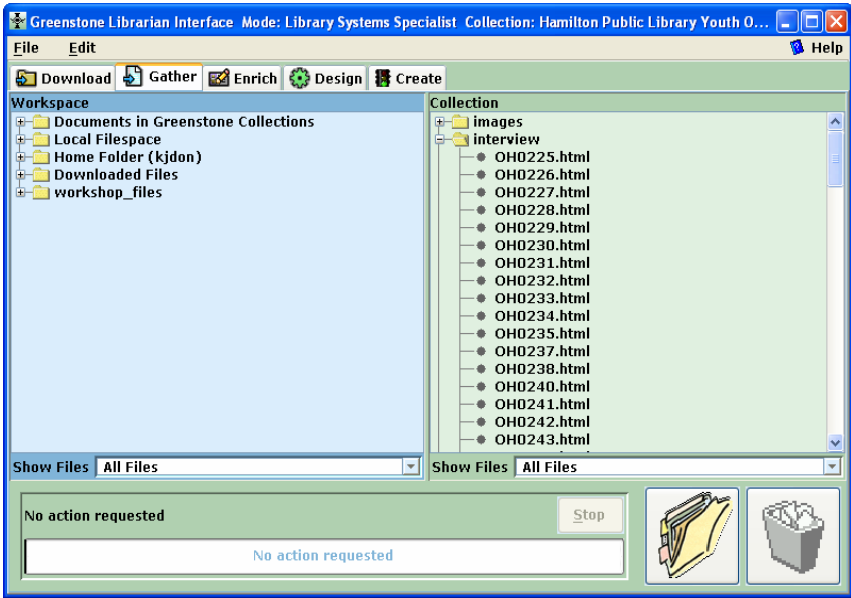 Greenstone Librarian Interface Mode: Library Systems Specialist Collection: Hamilton Public Library Youth O...
File Edit Help
Download Gather Enrich Design Create
Workspace
Documents in Greenstone Collections
Local Filespace
Home Folder (kjdon)
Downloaded Files
workshop_files
Show Files All Files
Collection
images
interview
OH0225.html
OH0226.html
OH0227.html
OH0228.html
OH0229.html
OH0230.html
OH0231.html
OH0232.html
OH0233.html
OH0234.html
OH0235.html
OH0237.html
OH0238.html
OH0240.html
OH0241.html
OH0242.html
OH0243.html
Show Files All Files
No action requested Stop
No action requested